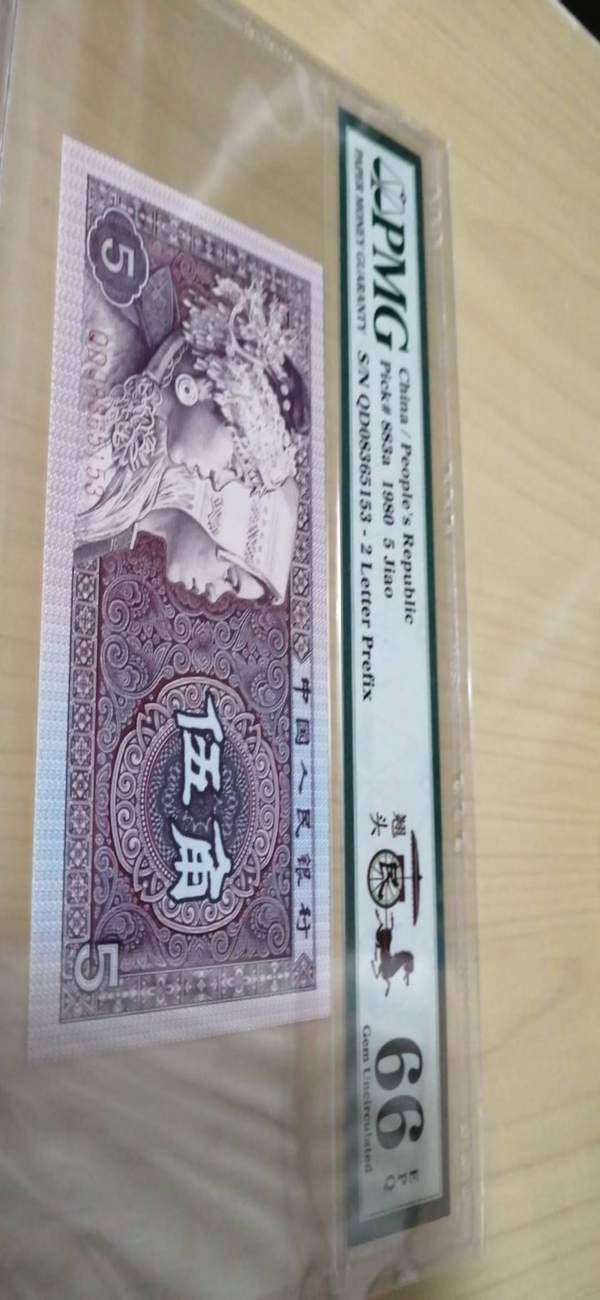 PMG
PAPER MONEY GUARANTY
China / People's Republic
Pick# 883a 1980 5 Jiao
S/N QD08365153 - 2 Letter Prefix
翘
头
民
66
EPQ
Gem Uncirculated
中国人民银行
5
伍角
5